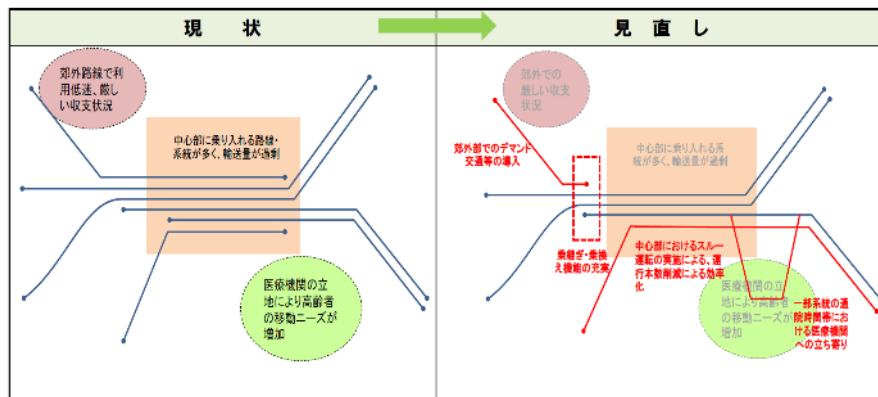 現　状
見　直　し
郊外路線で利
用低迷、厳し
い収支状況
中心部に乗り入れる路線・
系統が多く、輸送量が過剰
医療機関の立
地により高齢者
の移動ニーズが
増加
郊外での
厳しい収支
状況
郊外部でのデマンド
交通等の導入
中心部に乗り入れる系
統が多く、輸送量が過剰
乗継ぎ・乗換
え機能の充実
中心部におけるスルー
運転の実施による、運
行本数削減による効率
化
医療機関の立
地により高齢者
の移動ニーズが
増加
一部系統の通
院時間帯にお
ける医療機関
への立ち寄り